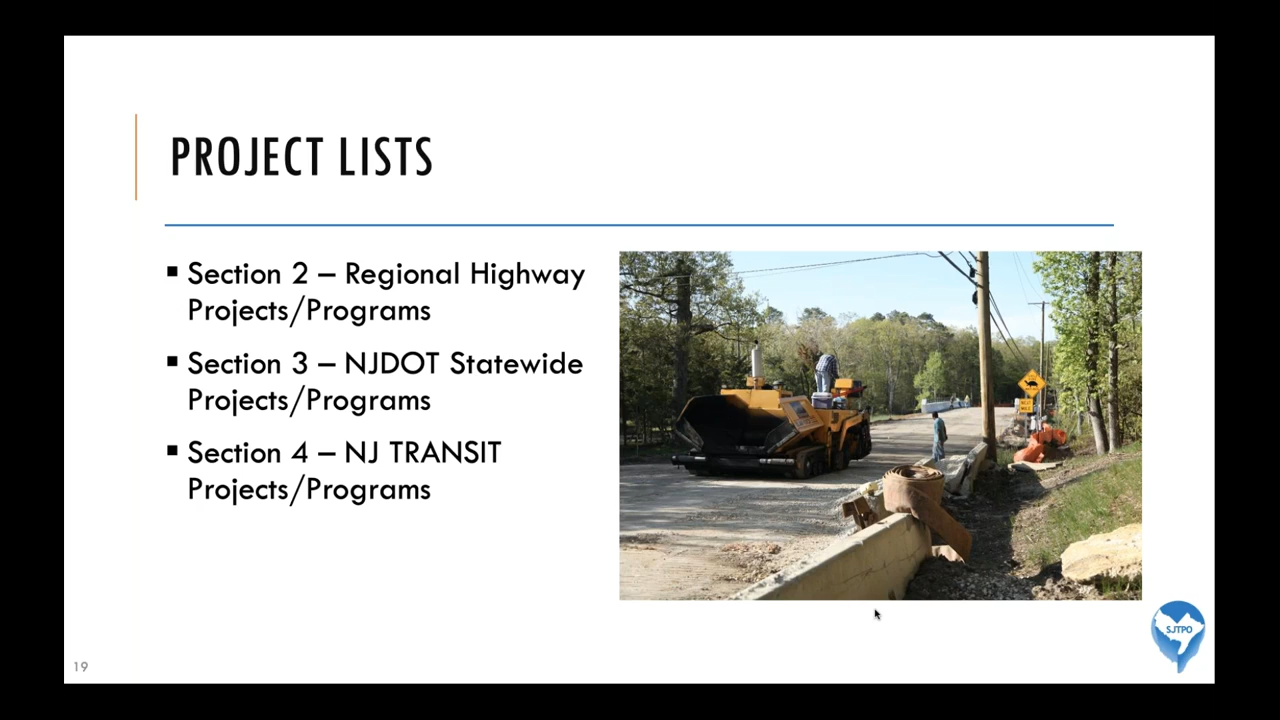 PROJECT LISTS
▪ Section 2 – Regional Highway
Projects/Programs
▪ Section 3 – NJDOT Statewide
Projects/Programs
▪ Section 4 – NJ TRANSIT
Projects/Programs
SJTPO
19